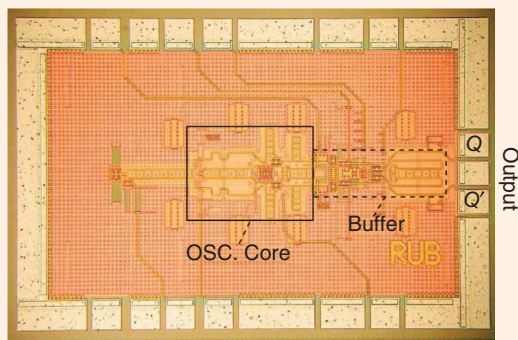 Q
Output
Q'
Buffer
OSC. Core
RUB